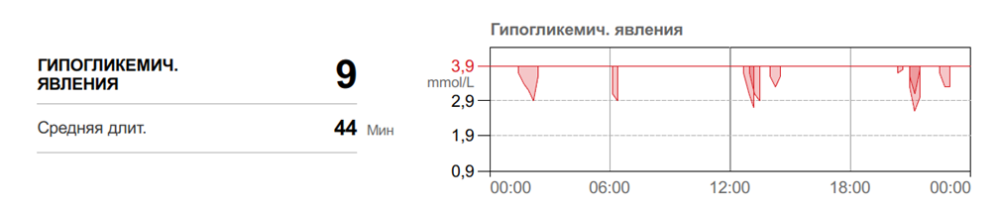 Гипогликемич. явления
ГИПОГЛИКЕМИЧ.
ЯВЛЕНИЯ
9
Средняя длит.
44 Мин
3,9
mmol/L
2,9
1,9
0,9
00:00 06:00 12:00 18:00 00:00